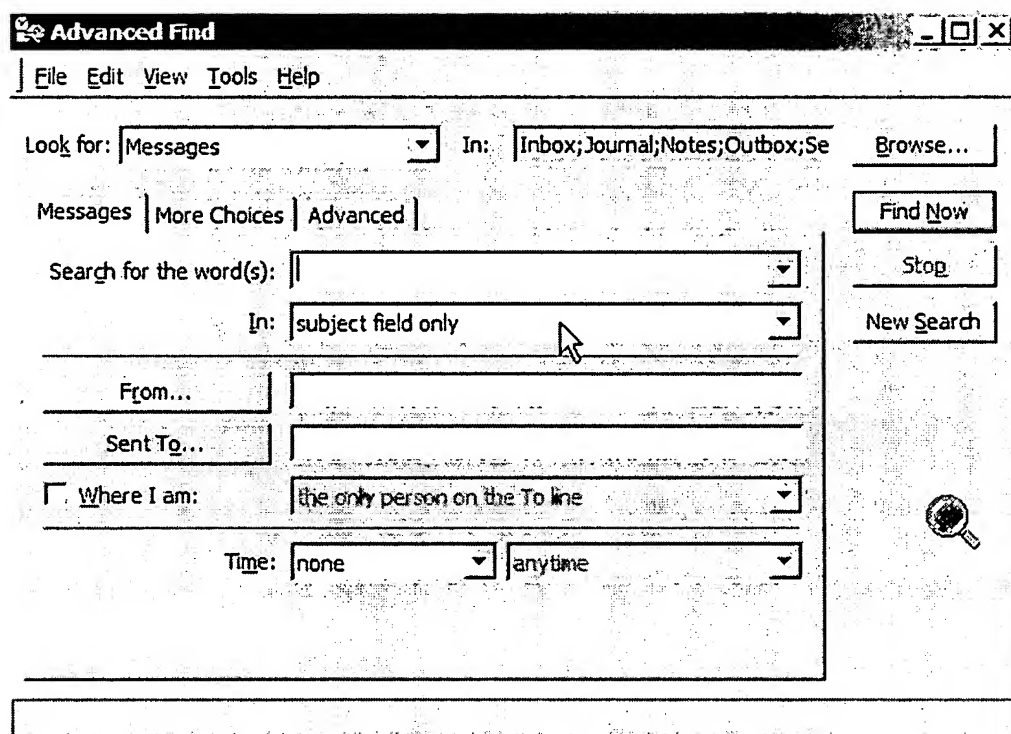 Advanced Find
File Edit View Tools Help
Look for: Messages In: Inbox;Journal;Notes;Outbox;Se Browse...
Messages More Choices Advanced Find Now
Search for the word(s): Stop
In: subject field only New Search
From...
Sent To...
Where I am: the only person on the To line
Time: none anytime